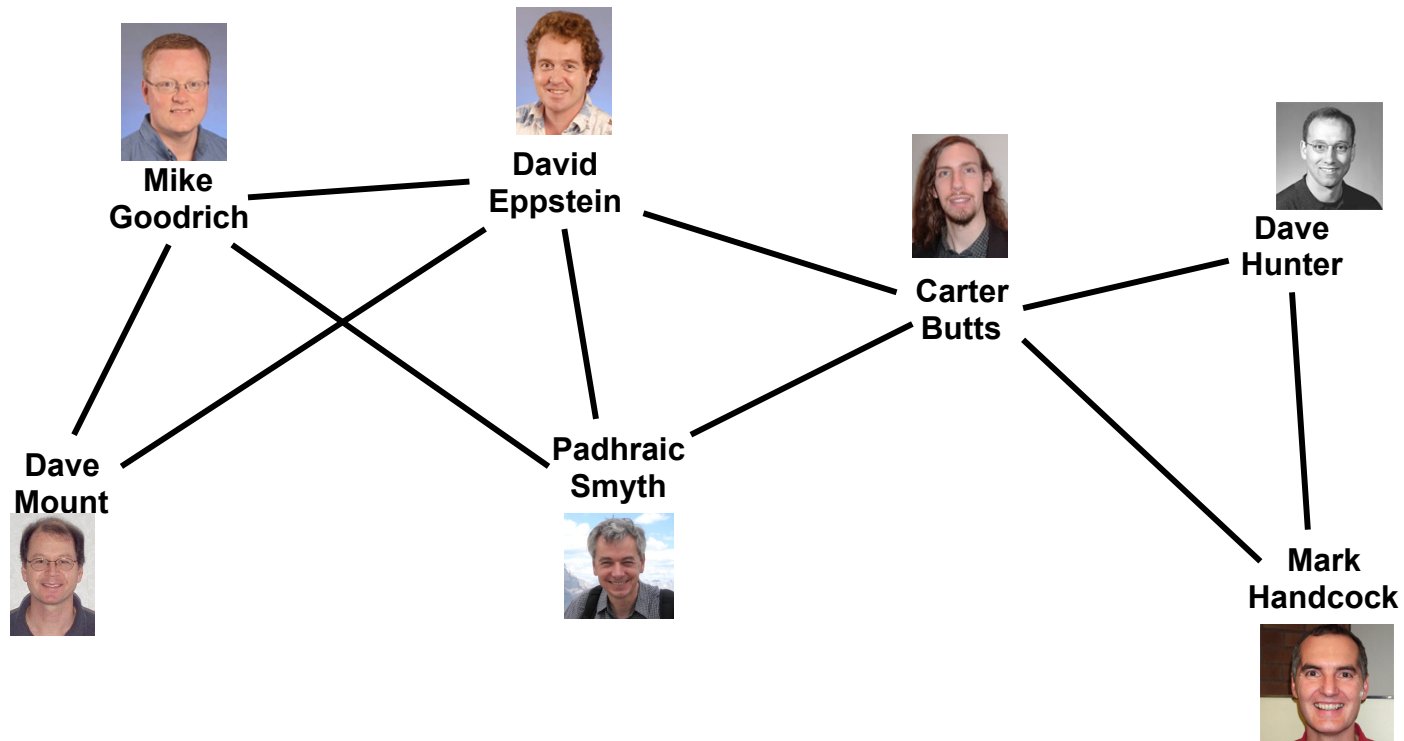 Mike
Goodrich
David
Eppstein
Carter
Butts
Dave
Hunter
Dave
Mount
Padhraic
Smyth
Mark
Handcock